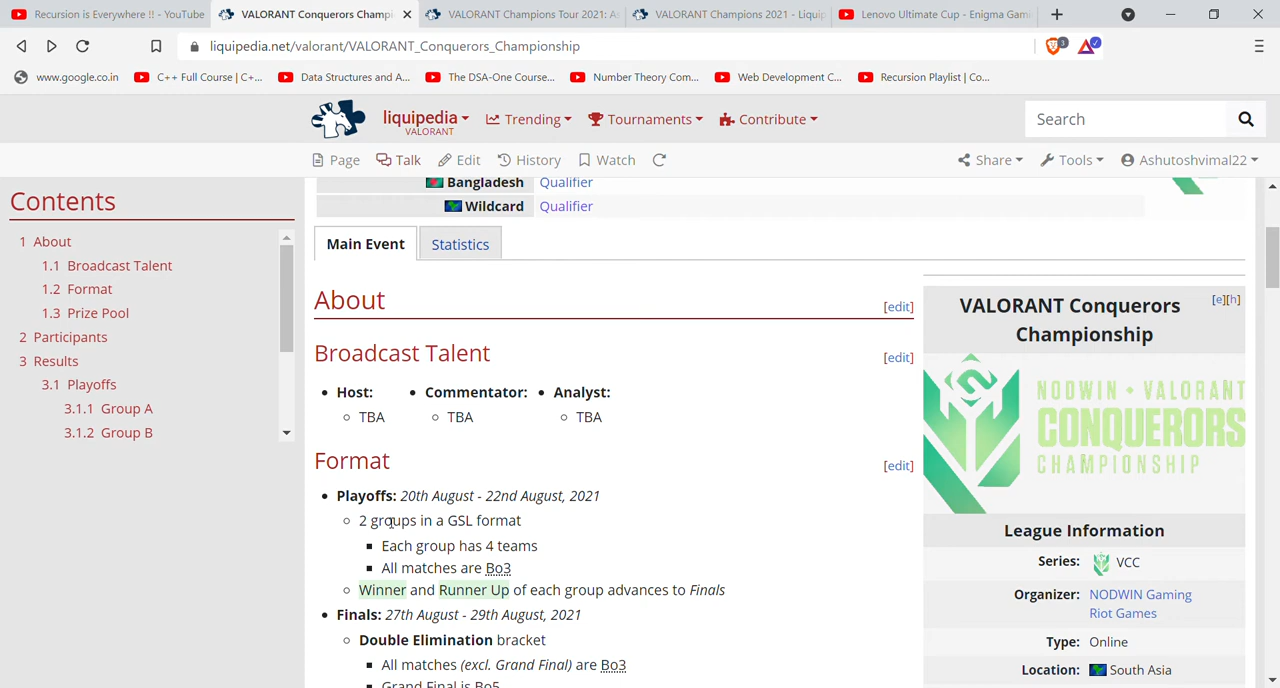 Recursion is Everywhere !! - YouTube
VALORANT Conquerors Champi
VALORANT Champions Tour 2021: As
VALORANT Champions 2021 - Liquip
Lenovo Ultimate Cup - Enigma Gami
liquipedia.net/valorant/VALORANT_Conquerors_Championship
3
www.google.co.in
C++ Full Course | C+...
Data Structures and A...
The DSA-One Course...
Number Theory Com...
Web Development C...
Recursion Playlist | Co...
liquipedia
VALORANT
Trending
Tournaments
Contribute
Search
Page
Talk
Edit
History
Watch
Share
Tools
Ashutoshvimal22
Contents
1 About
1.1 Broadcast Talent
1.2 Format
1.3 Prize Pool
2 Participants
3 Results
3.1 Playoffs
3.1.1 Group A
3.1.2 Group B
Bangladesh Qualifier
Wildcard Qualifier
Main Event Statistics
About [edit]
Broadcast Talent [edit]
Host: Commentator: Analyst:
TBA TBA TBA
Format [edit]
Playoffs: 20th August - 22nd August, 2021
2 groups in a GSL format
Each group has 4 teams
All matches are Bo3
Winner and Runner Up of each group advances to Finals
Finals: 27th August - 29th August, 2021
Double Elimination bracket
All matches (excl. Grand Final) are Bo3
Grand Final is Bo5
VALORANT Conquerors Championship
[e][h]
NODWIN VALORANT
CONQUERORS
CHAMPIONSHIP
League Information
Series: VCC
Organizer: NODWIN Gaming
Riot Games
Type: Online
Location: South Asia